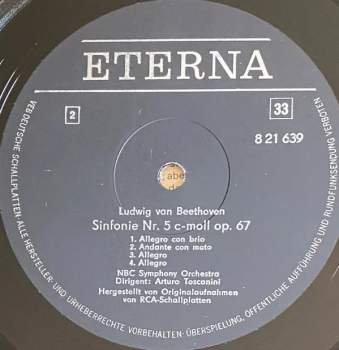 ETERNA
2
33
8 21 639
abe
d
Ludwig van Beethoven
Sinfonie Nr. 5 c-moll op. 67
1. Allegro con brio
2. Andante con moto
3. Allegro
4. Allegro
NBC Symphony Orchestra
Dirigent: Arturo Toscanini
Hergestellt von Originalaufnahmen
von RCA-Schallplatten
VEB DEUTSCHE SCHALLPLATTEN · ALLE HERSTELLER- UND URHEBERRECHTE VORBEHALTEN · ÜBERSPIELUNG, ÖFFENTLICHE AUFFÜHRUNG UND RUNDFUNKSENDUNG VERBOTEN